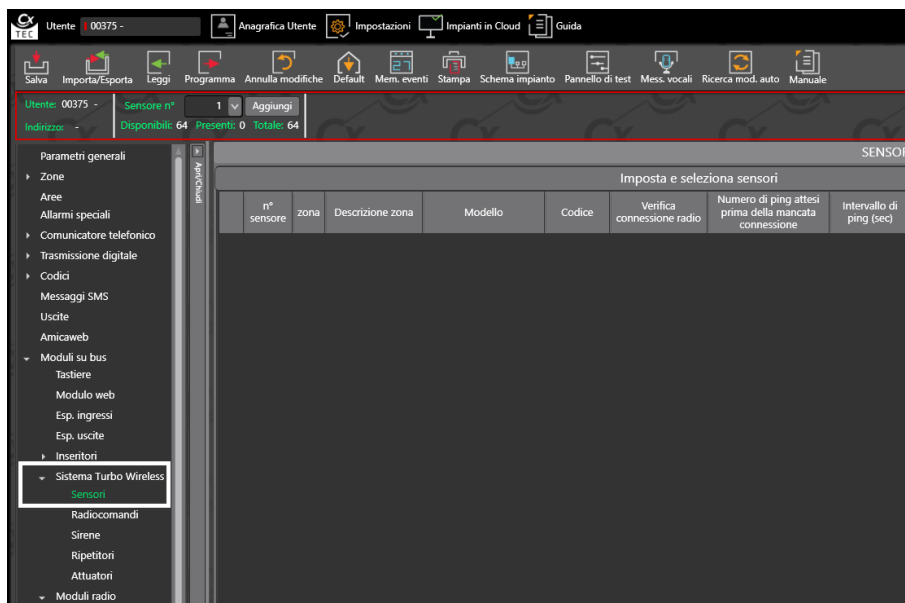 Cx
TEC
Utente 00375 -
Anagrafica Utente
Impostazioni
Impianti in Cloud
Guida
Salva
Importa/Esporta
Leggi
Programma
Annulla modifiche
Default
Mem. eventi
Stampa
Schema impianto
Pannello di test
Mess. vocali
Ricerca mod. auto
Manuale
Utente: 00375 -
Indirizzo: -
Sensore n° 1 Aggiungi
Disponibili: 64 Presenti: 0 Totale: 64
Parametri generali
Zone
Aree
Allarmi speciali
Comunicatore telefonico
Trasmissione digitale
Codici
Messaggi SMS
Uscite
Amicaweb
Moduli su bus
Tastiere
Modulo web
Esp. ingressi
Esp. uscite
Inseritori
Sistema Turbo Wireless
Sensori
Radiocomandi
Sirene
Ripetitori
Attuatori
Moduli radio
Apri/Chiudi
SENSOR
Imposta e seleziona sensori
n°
sensore
zona
Descrizione zona
Modello
Codice
Verifica
connessione radio
Numero di ping attesi
prima della mancata
connessione
Intervallo di
ping (sec)